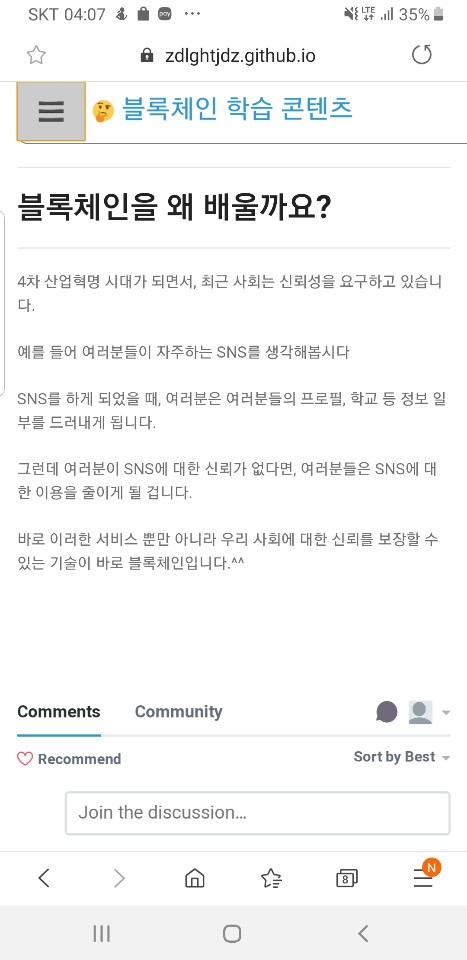 SKT 04:07 ···
LTE 35%
zdlghtjdz.github.io
🤔 블록체인 학습 콘텐츠
블록체인을 왜 배울까요?
4차 산업혁명 시대가 되면서, 최근 사회는 신뢰성을 요구하고 있습니
다.
예를 들어 여러분들이 자주하는 SNS를 생각해봅시다
SNS를 하게 되었을 때, 여러분은 여러분들의 프로필, 학교 등 정보 일
부를 드러내게 됩니다.
그런데 여러분이 SNS에 대한 신뢰가 없다면, 여러분들은 SNS에 대
한 이용을 줄이게 될 겁니다.
바로 이러한 서비스 뿐만 아니라 우리 사회에 대한 신뢰를 보장할 수
있는 기술이 바로 블록체인입니다.^^
Comments Community
Recommend Sort by Best
Join the discussion...
8 N